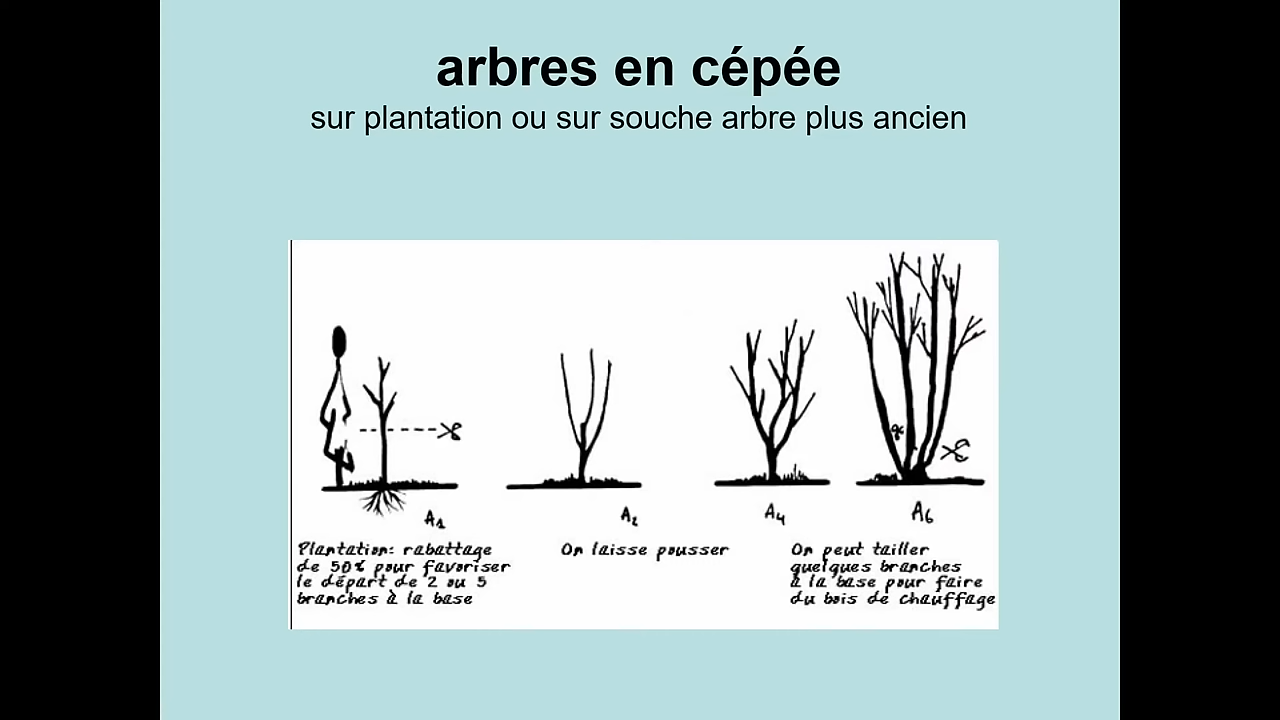 arbres en cépée
sur plantation ou sur souche arbre plus ancien
A1
A2
A4
A6
Plantation: rabattage
de 50% pour favoriser
le départ de 2 ou 5
branches à la base
On laisse pousser
On peut tailler
quelques branches
à la base pour faire
du bois de chauffage